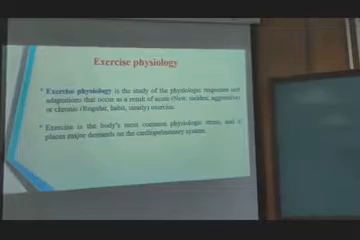 Exercise physiology
Exercise physiology is the study of the physiologic responses and
adaptations that occur as a result of acute (New, sudden, aggressive)
or chronic (Regular, habit, steady) exercise.
Exercise is the body's most common physiologic stress, and it
places major demands on the cardiopulmonary system.